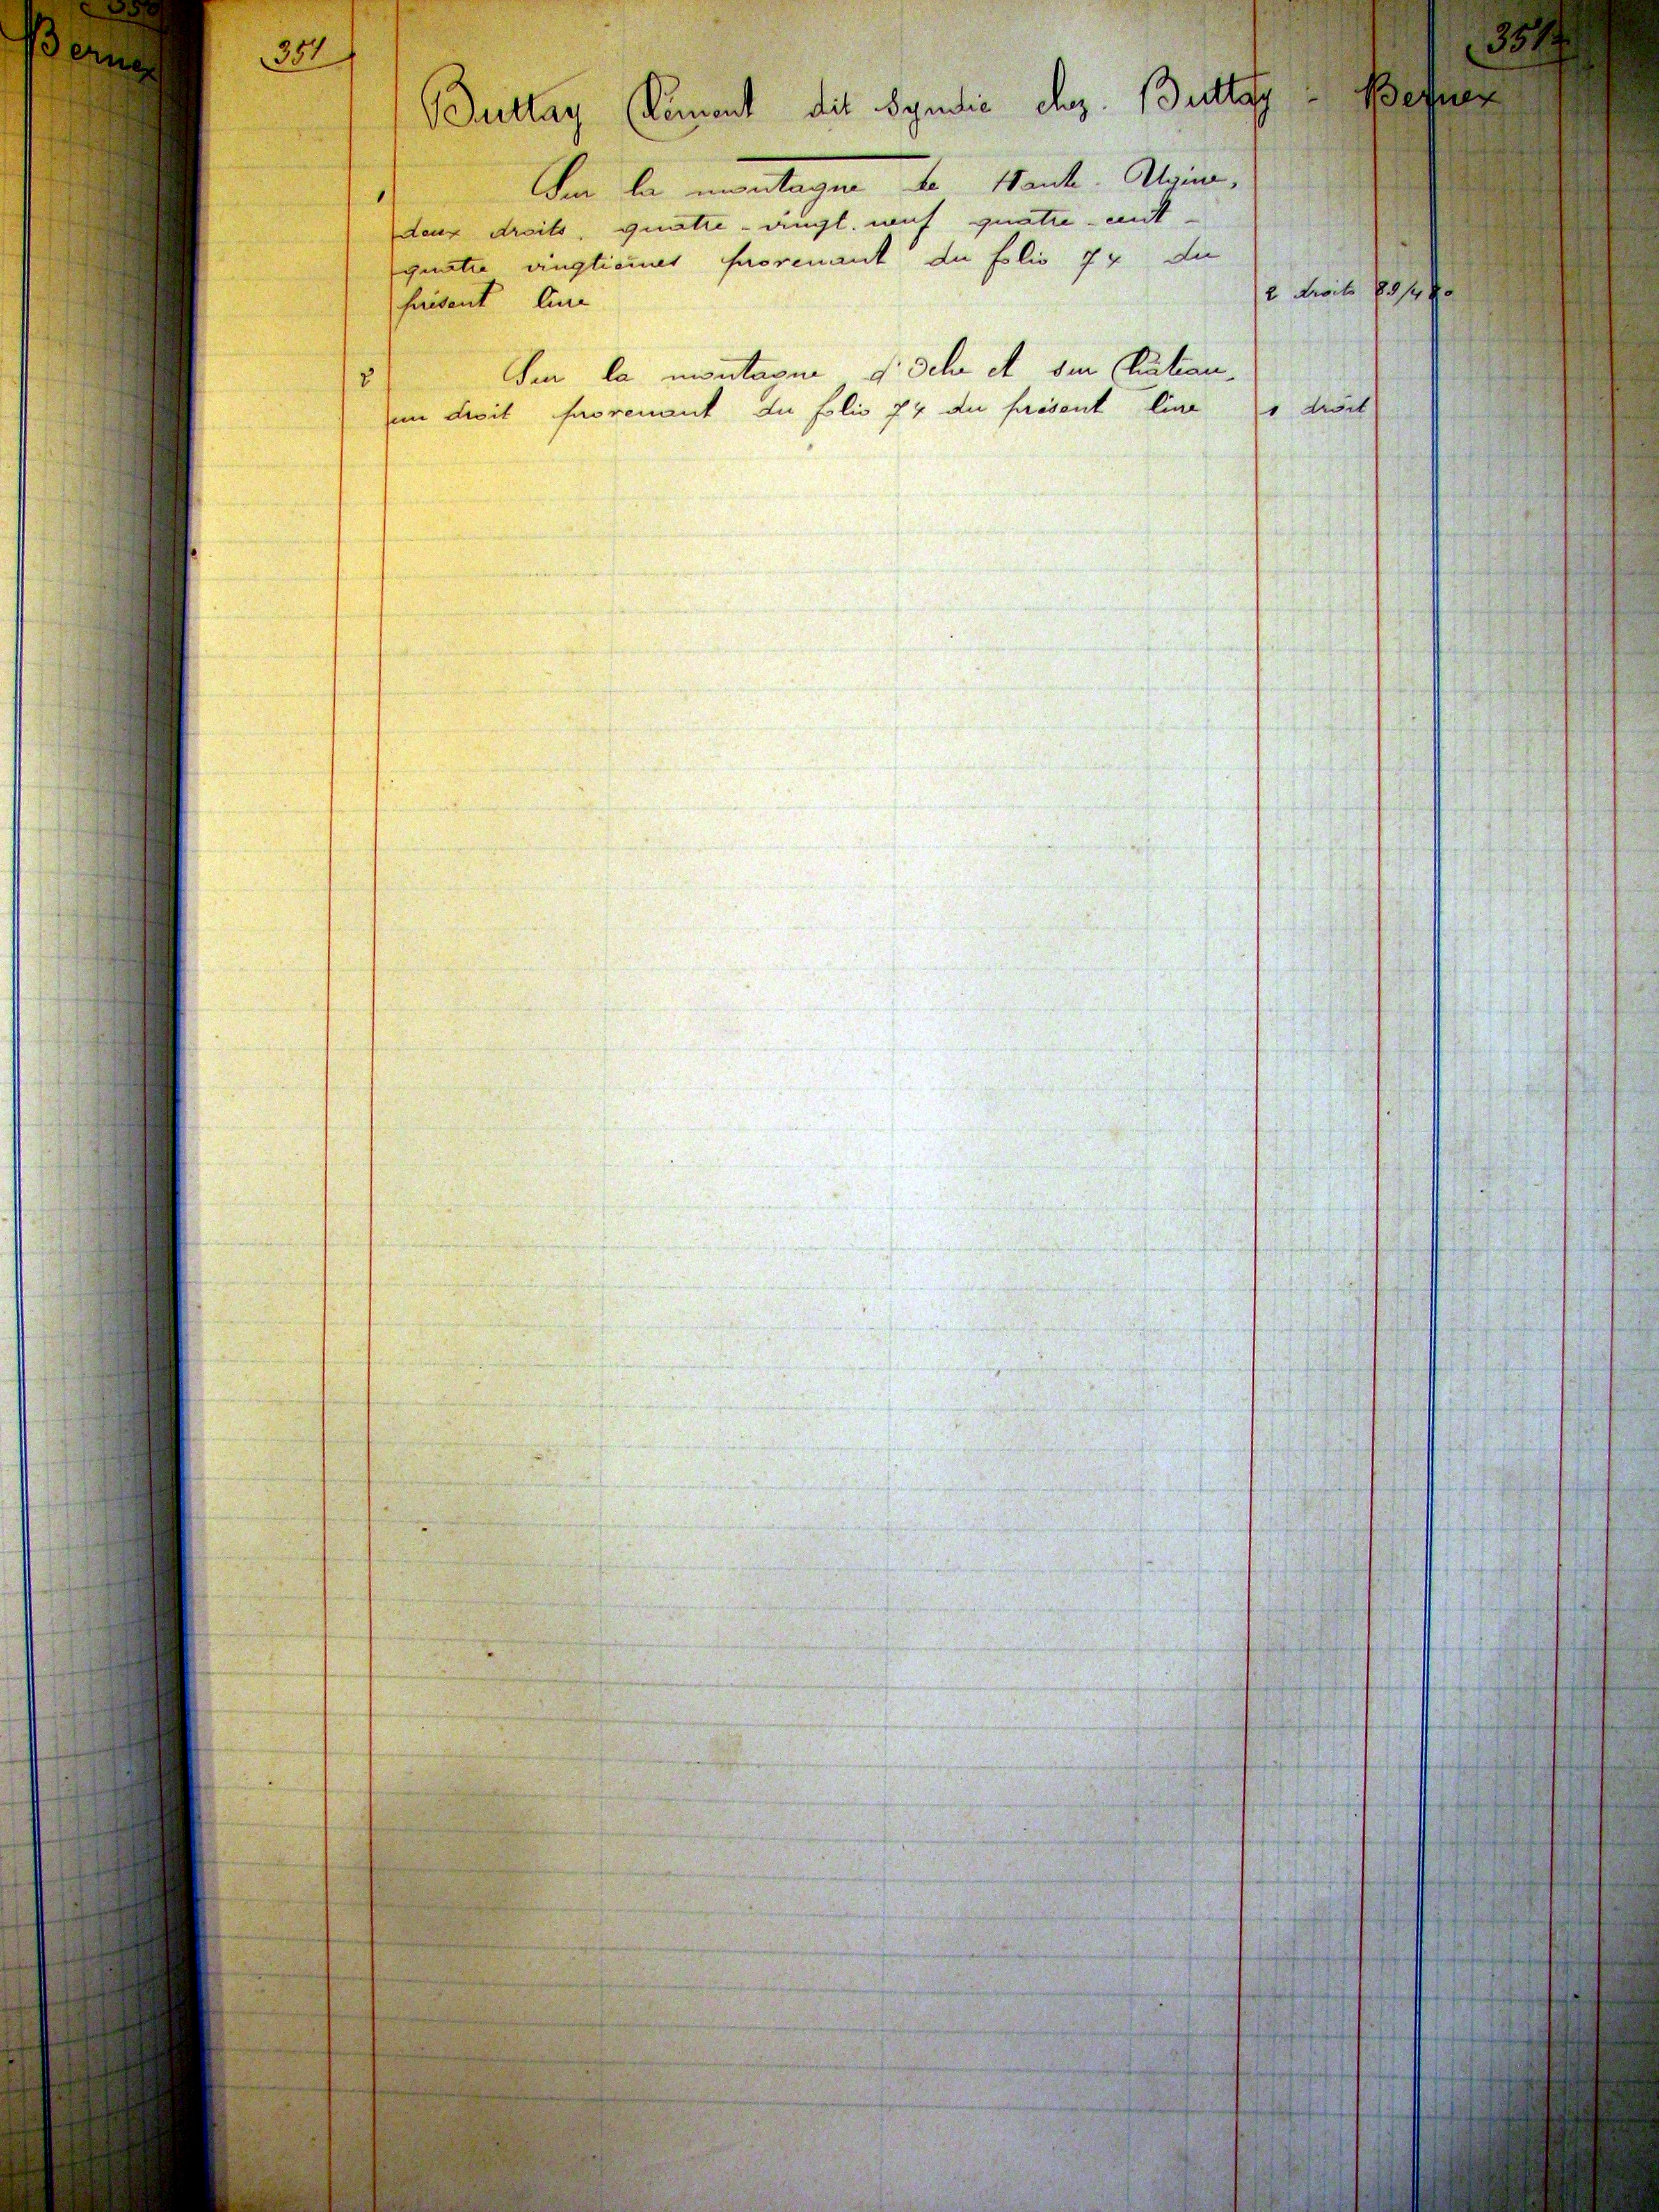 350
Bernex
351
351
Buttay Clément dit Syndic chez. Buttay - Bernex
1 Sur la montagne de Haute-Ugine,
deux droits, quatre-vingt-neuf quatre-cent-
quatre vingtièmes provenant du folio 74 du
présent livre 2 droits 89/480
2 Sur la montagne d'Oche et sur Château,
un droit provenant du folio 74 du présent livre 1 droit